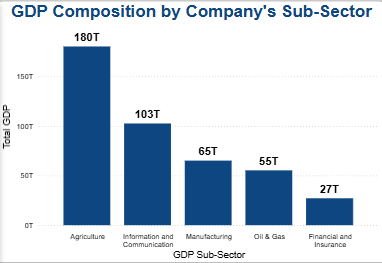 GDP Composition by Company's Sub-Sector
180T
103T
65T
55T
27T
150T
100T
50T
0T
Total GDP
Agriculture
Information and
Communication
Manufacturing
Oil & Gas
Financial and
Insurance
GDP Sub-Sector